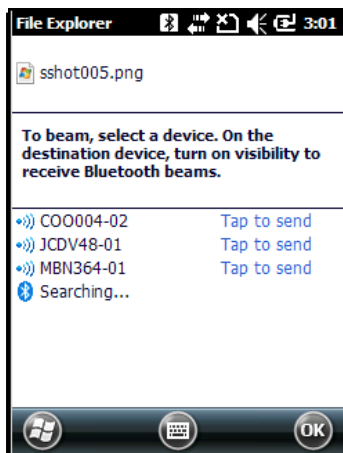 File Explorer 3:01
sshot005.png
To beam, select a device. On the
destination device, turn on visibility to
receive Bluetooth beams.
COO004-02 Tap to send
JCDV48-01 Tap to send
MBN364-01 Tap to send
Searching...
OK